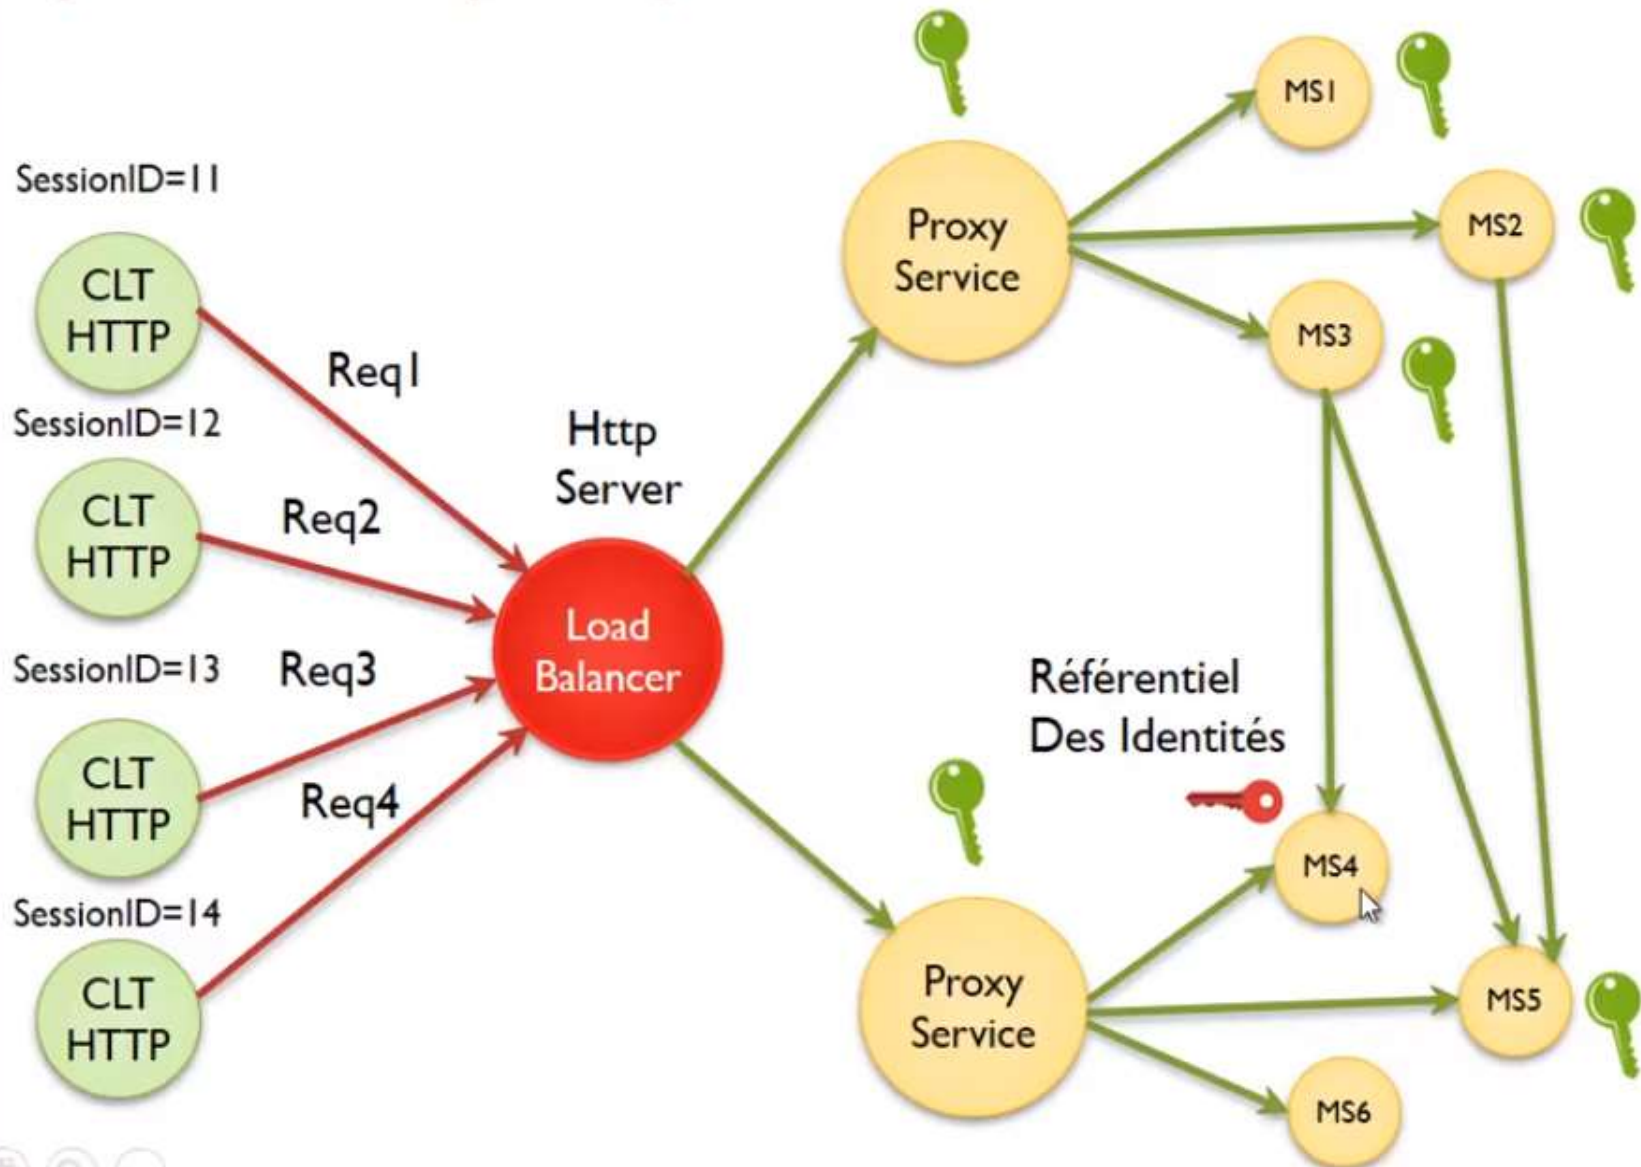 SessionID=11
CLT
HTTP
Req1
SessionID=12
CLT
HTTP
Req2
SessionID=13
CLT
HTTP
Req3
SessionID=14
CLT
HTTP
Req4
Http
Server
Load
Balancer
Proxy
Service
MS1
MS2
MS3
Référentiel
Des Identités
Proxy
Service
MS4
MS5
MS6